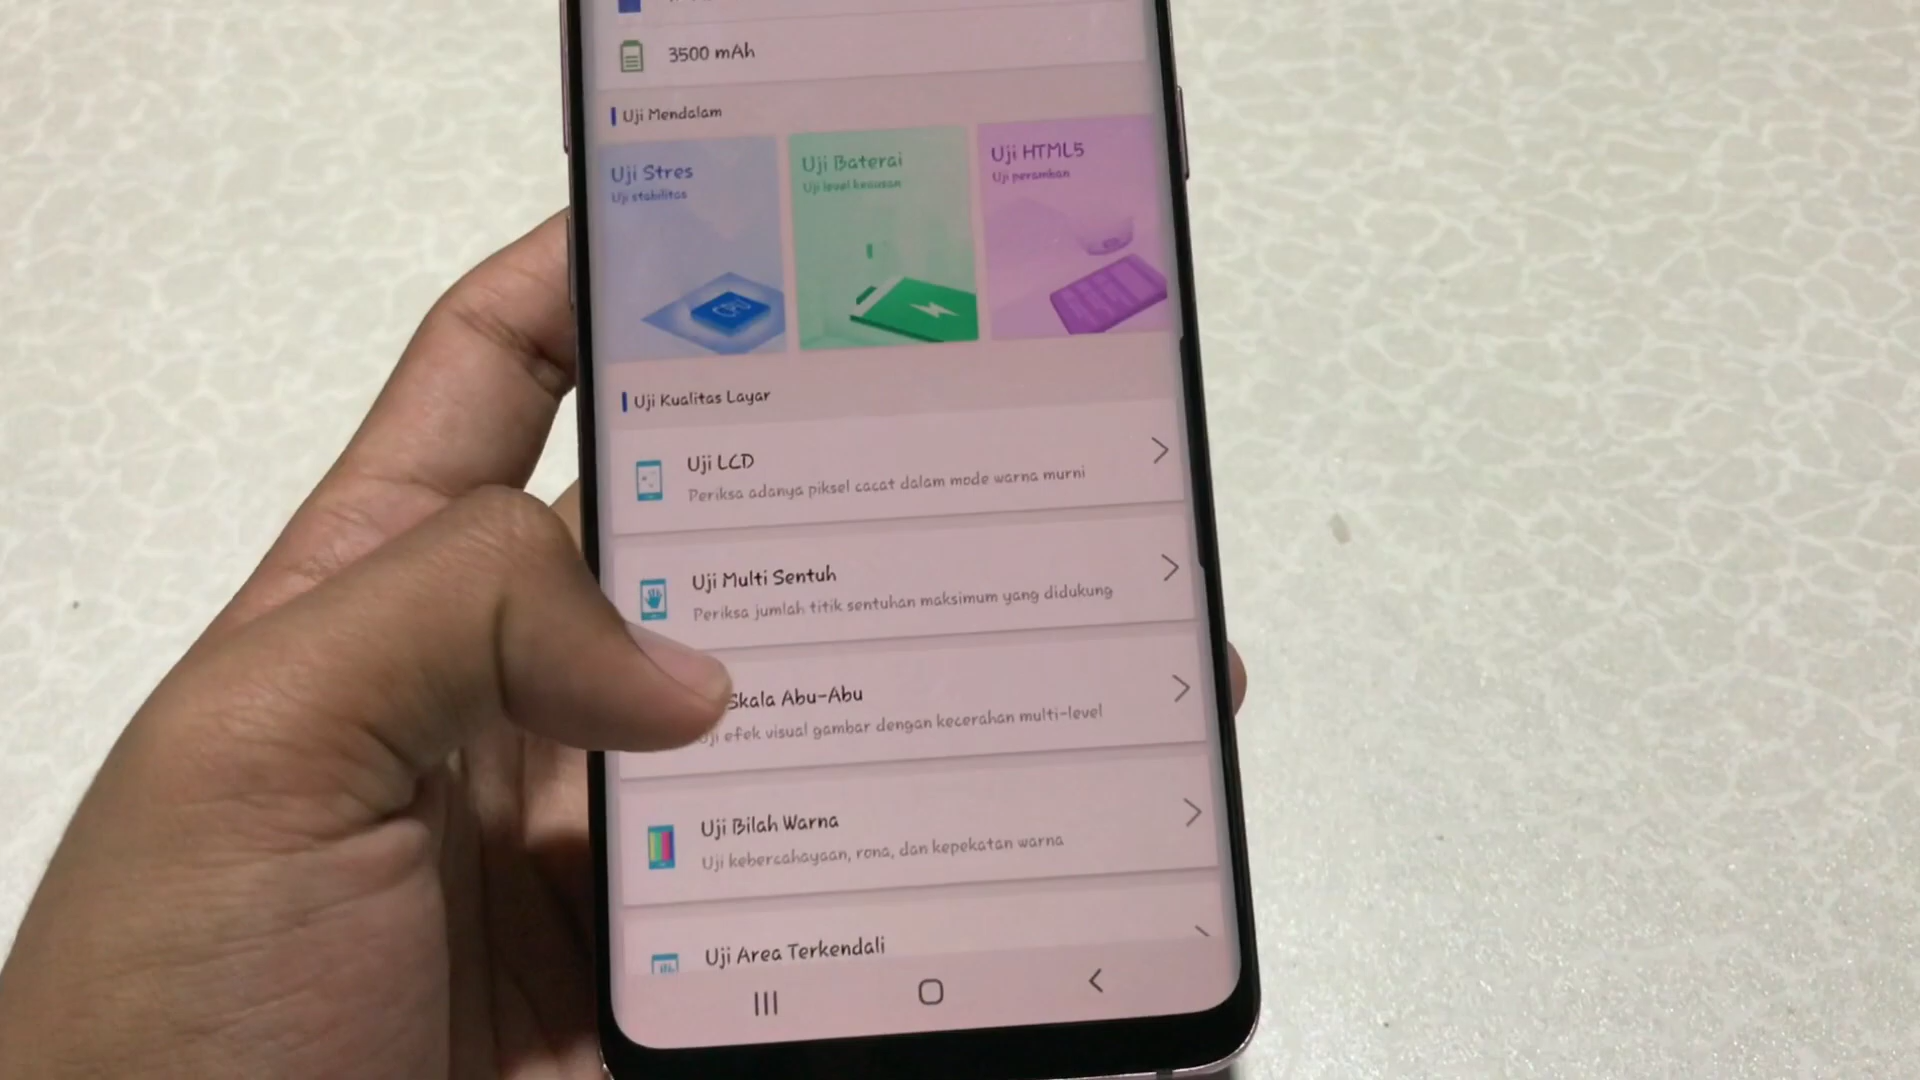 3500 mAh
Uji Mendalam
Uji Stres
Uji stabilitas
Uji Baterai
Uji level keausan
Uji HTML5
Uji peramban
Uji Kualitas Layar
Uji LCD
Periksa adanya piksel cacat dalam mode warna murni
Uji Multi Sentuh
Periksa jumlah titik sentuhan maksimum yang didukung
Skala Abu-Abu
Uji efek visual gambar dengan kecerahan multi-level
Uji Bilah Warna
Uji kebercahayaan, rona, dan kepekatan warna
Uji Area Terkendali